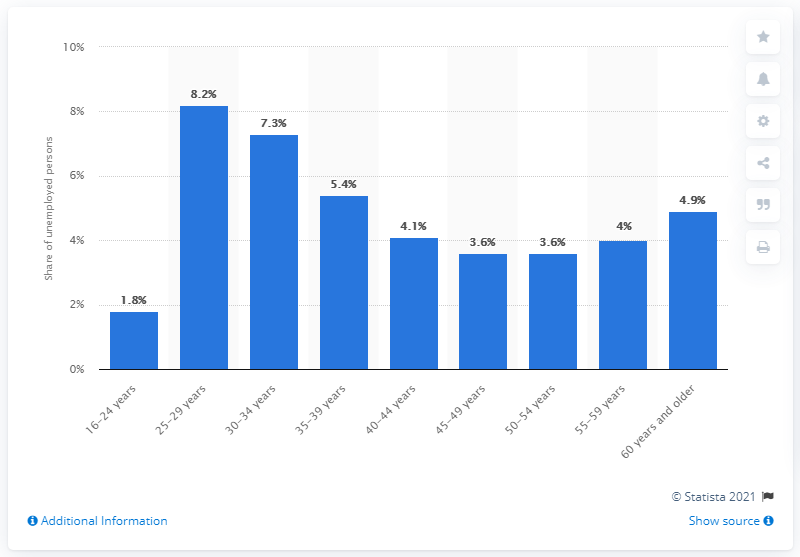 10%
8%
6%
4%
2%
0%
Share of unemployed persons
1.8%
8.2%
7.3%
5.4%
4.1%
3.6%
3.6%
4%
4.9%
16–24 years
25–29 years
30–34 years
35–39 years
40–44 years
45–49 years
50–54 years
55–59 years
60 years and older
© Statista 2021
Additional Information
Show source